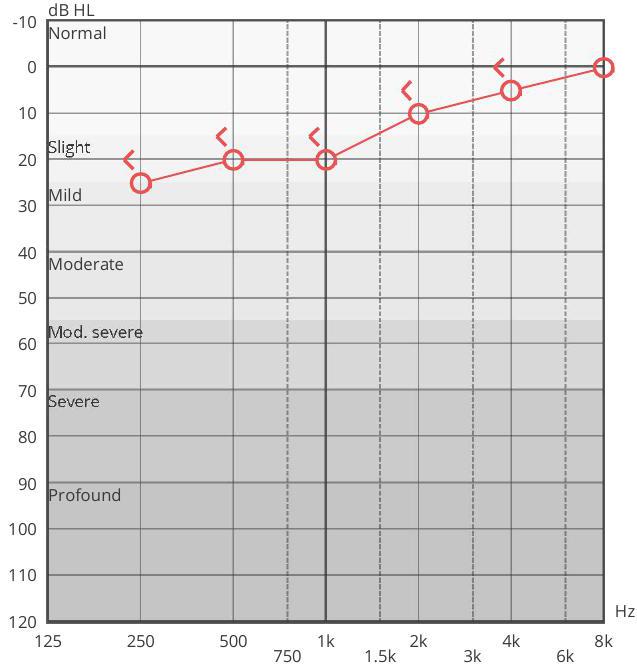 dB HL
-10
Normal
0
10
Slight
20
Mild
30
40
Moderate
50
Mod. severe
60
70
Severe
80
90
Profound
100
110
120
Hz
125 250 500 1k 2k 4k 8k
750 1.5k 3k 6k